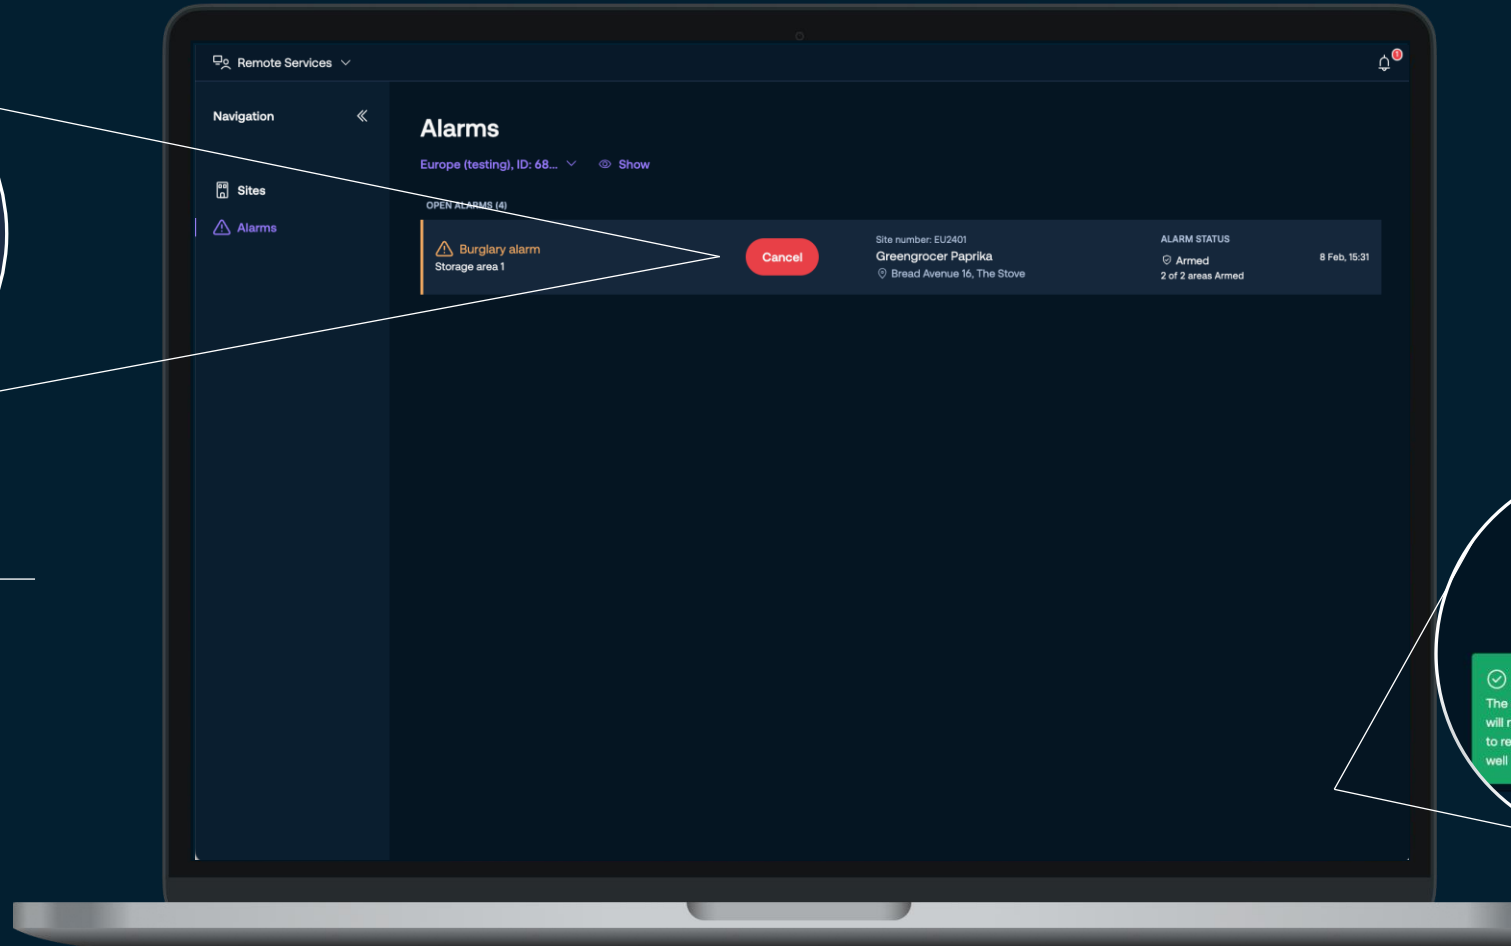 Remote Services
Navigation
Sites
Alarms
Alarms
Europe (testing), ID: 68...
Show
OPEN ALARMS (4)
Burglary alarm
Storage area 1
Cancel
Site number: EU2401
Greengrocer Paprika
Bread Avenue 16, The Stove
ALARM STATUS
Armed
2 of 2 areas Armed
8 Feb, 15:31
The
will
to
well